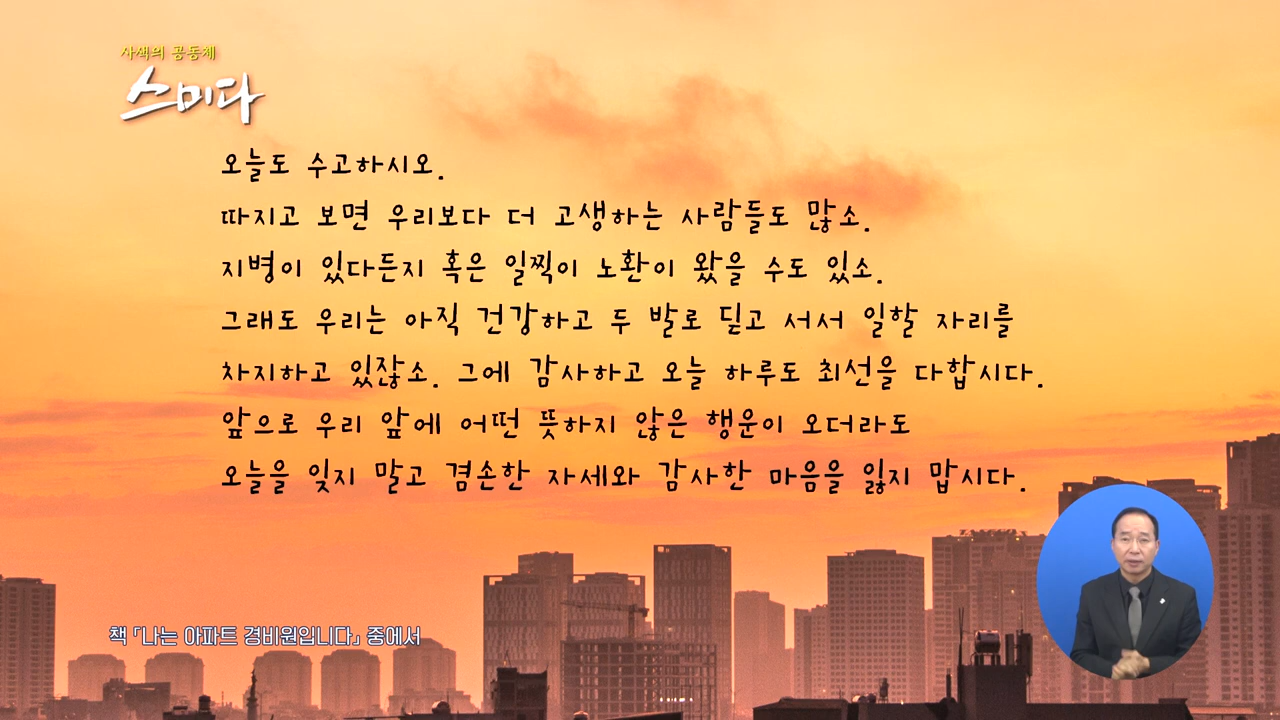 사색의 공동체
스미다
오늘도 수고하시오.
따지고 보면 우리보다 더 고생하는 사람들도 많소.
지병이 있다든지 혹은 일찍이 노환이 왔을 수도 있소.
그래도 우리는 아직 건강하고 두 발로 딛고 서서 일할 자리를
차지하고 있잖소. 그에 감사하고 오늘 하루도 최선을 다합시다.
앞으로 우리 앞에 어떤 뜻하지 않은 행운이 오더라도
오늘을 잊지 말고 겸손한 자세와 감사한 마음을 잃지 맙시다.
책 「나는 아파트 경비원입니다」 중에서